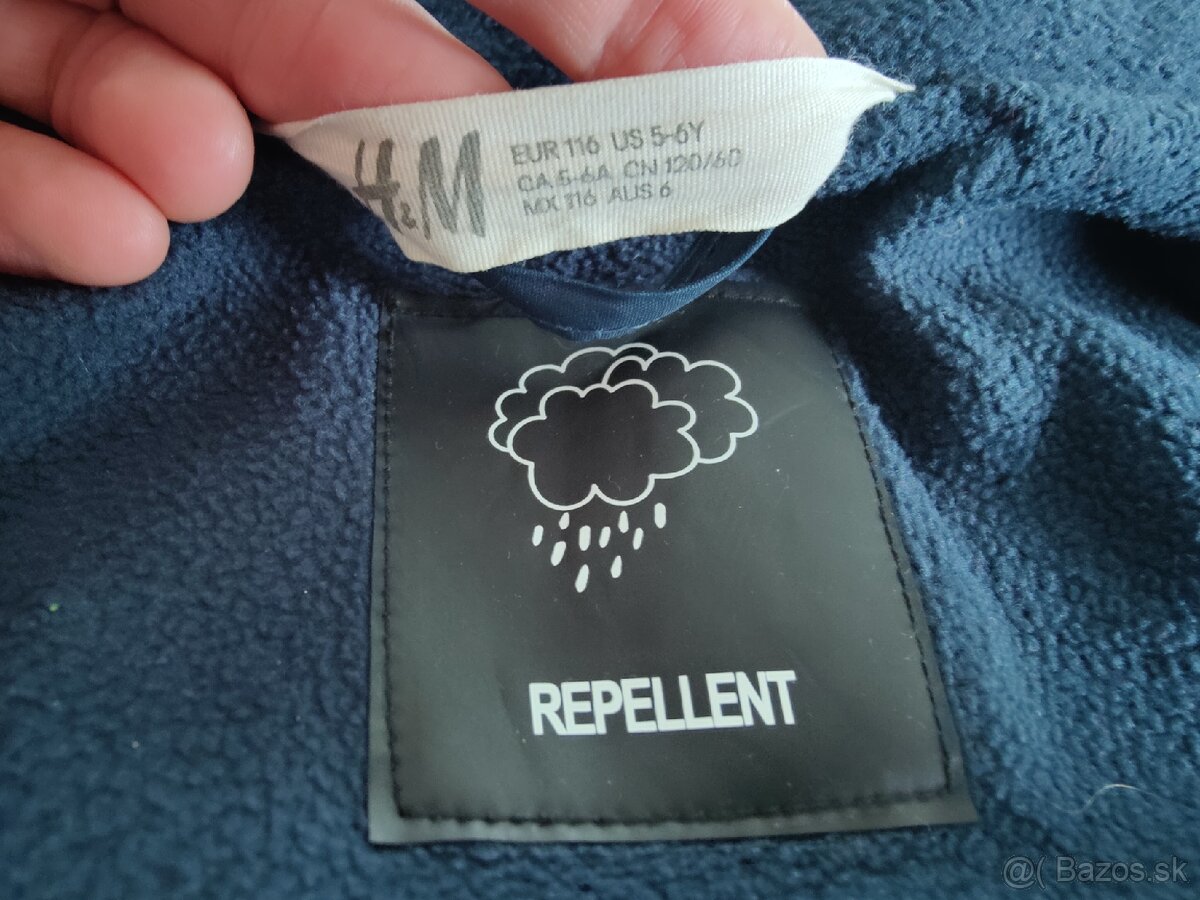 H&M
EUR 116 US 5-6Y
CA 5-6A CN 120/60
MX 116 AUS 6
REPELLENT
@( Bazos.sk